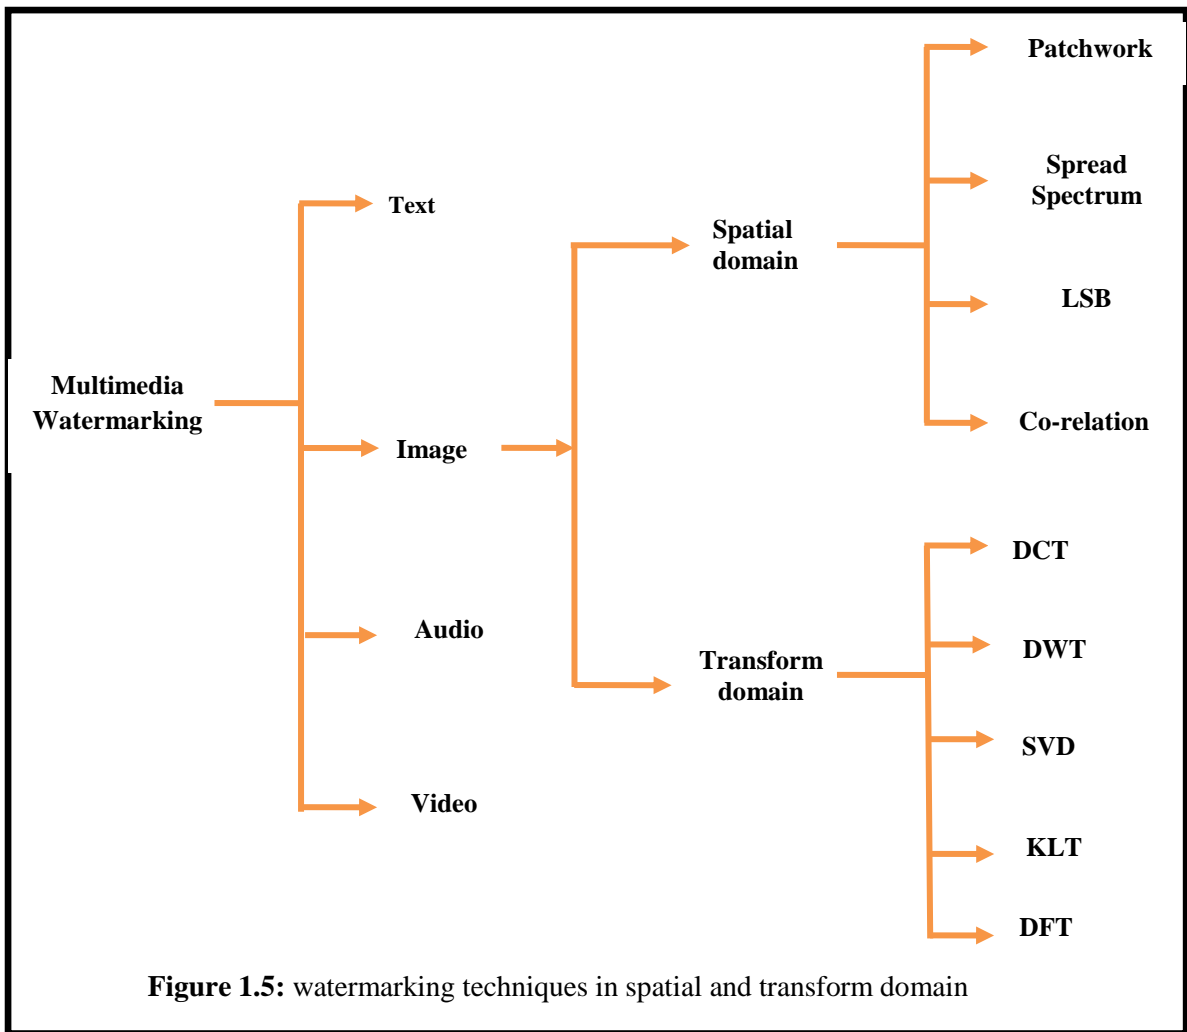 Multimedia
Watermarking
Text
Image
Audio
Video
Spatial
domain
Transform
domain
Patchwork
Spread
Spectrum
LSB
Co-relation
DCT
DWT
SVD
KLT
DFT
Figure 1.5: watermarking techniques in spatial and transform domain